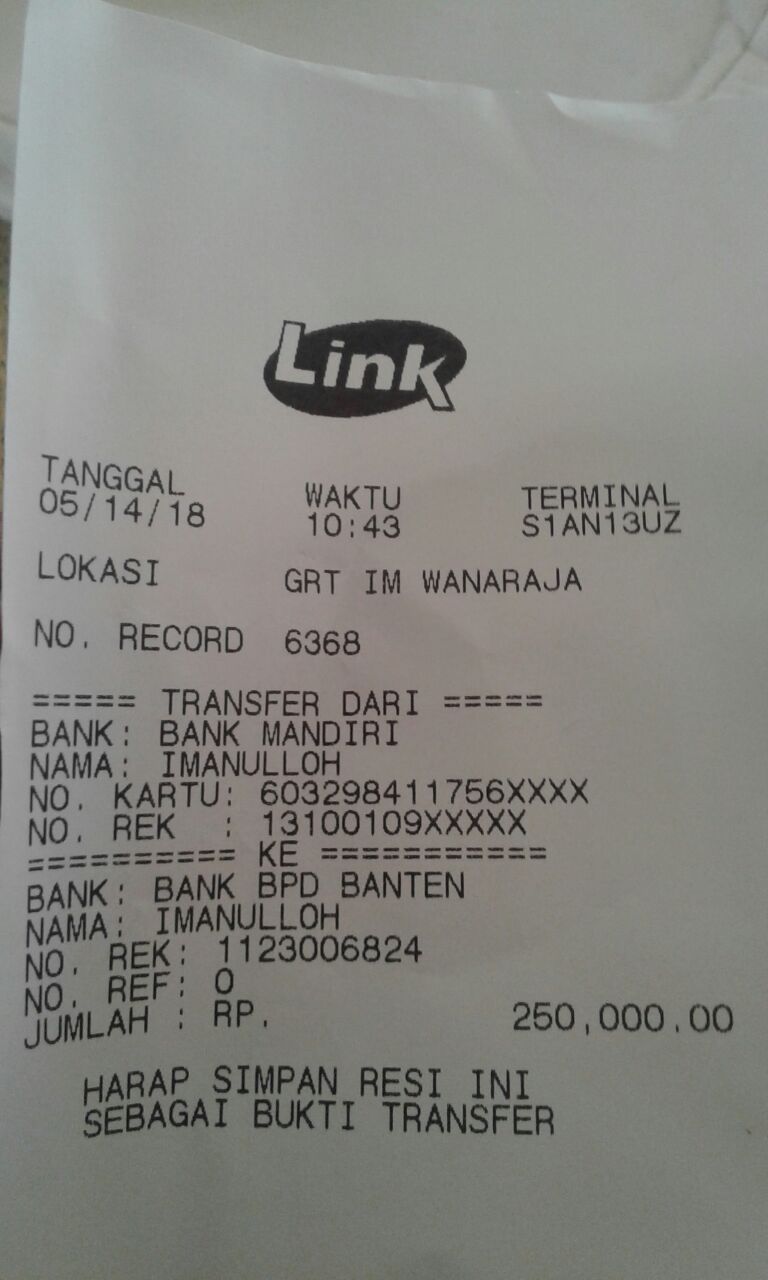 Link
TANGGAL WAKTU TERMINAL
05/14/18 10:43 S1AN13UZ
LOKASI GRT IM WANARAJA
NO. RECORD 6368
===== TRANSFER DARI =====
BANK: BANK MANDIRI
NAMA: IMANULLOH
NO. KARTU: 603298411756XXXX
NO. REK : 13100109XXXXX
========== KE ===========
BANK: BANK BPD BANTEN
NAMA: IMANULLOH
NO. REK: 1123006824
NO. REF: 0
JUMLAH : RP. 250,000.00
HARAP SIMPAN RESI INI
SEBAGAI BUKTI TRANSFER